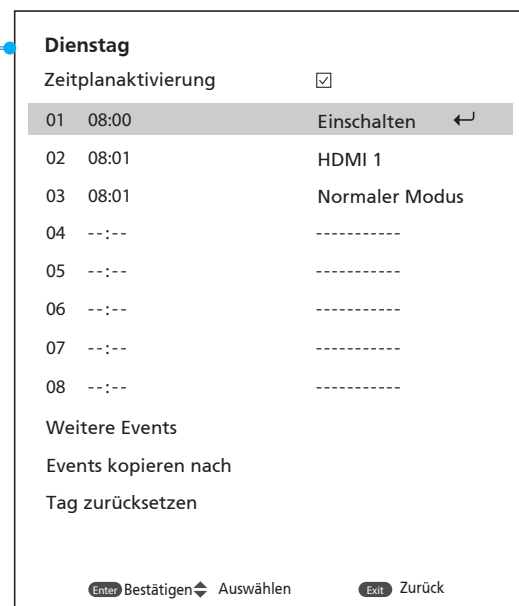 Dienstag
Zeitplanaktivierung ☑
01 08:00 Einschalten
02 08:01 HDMI 1
03 08:01 Normaler Modus
04 --:-- -----------
05 --:-- -----------
06 --:-- -----------
07 --:-- -----------
08 --:-- -----------
Weitere Events
Events kopieren nach
Tag zurücksetzen
Enter Bestätigen Auswählen Exit Zurück